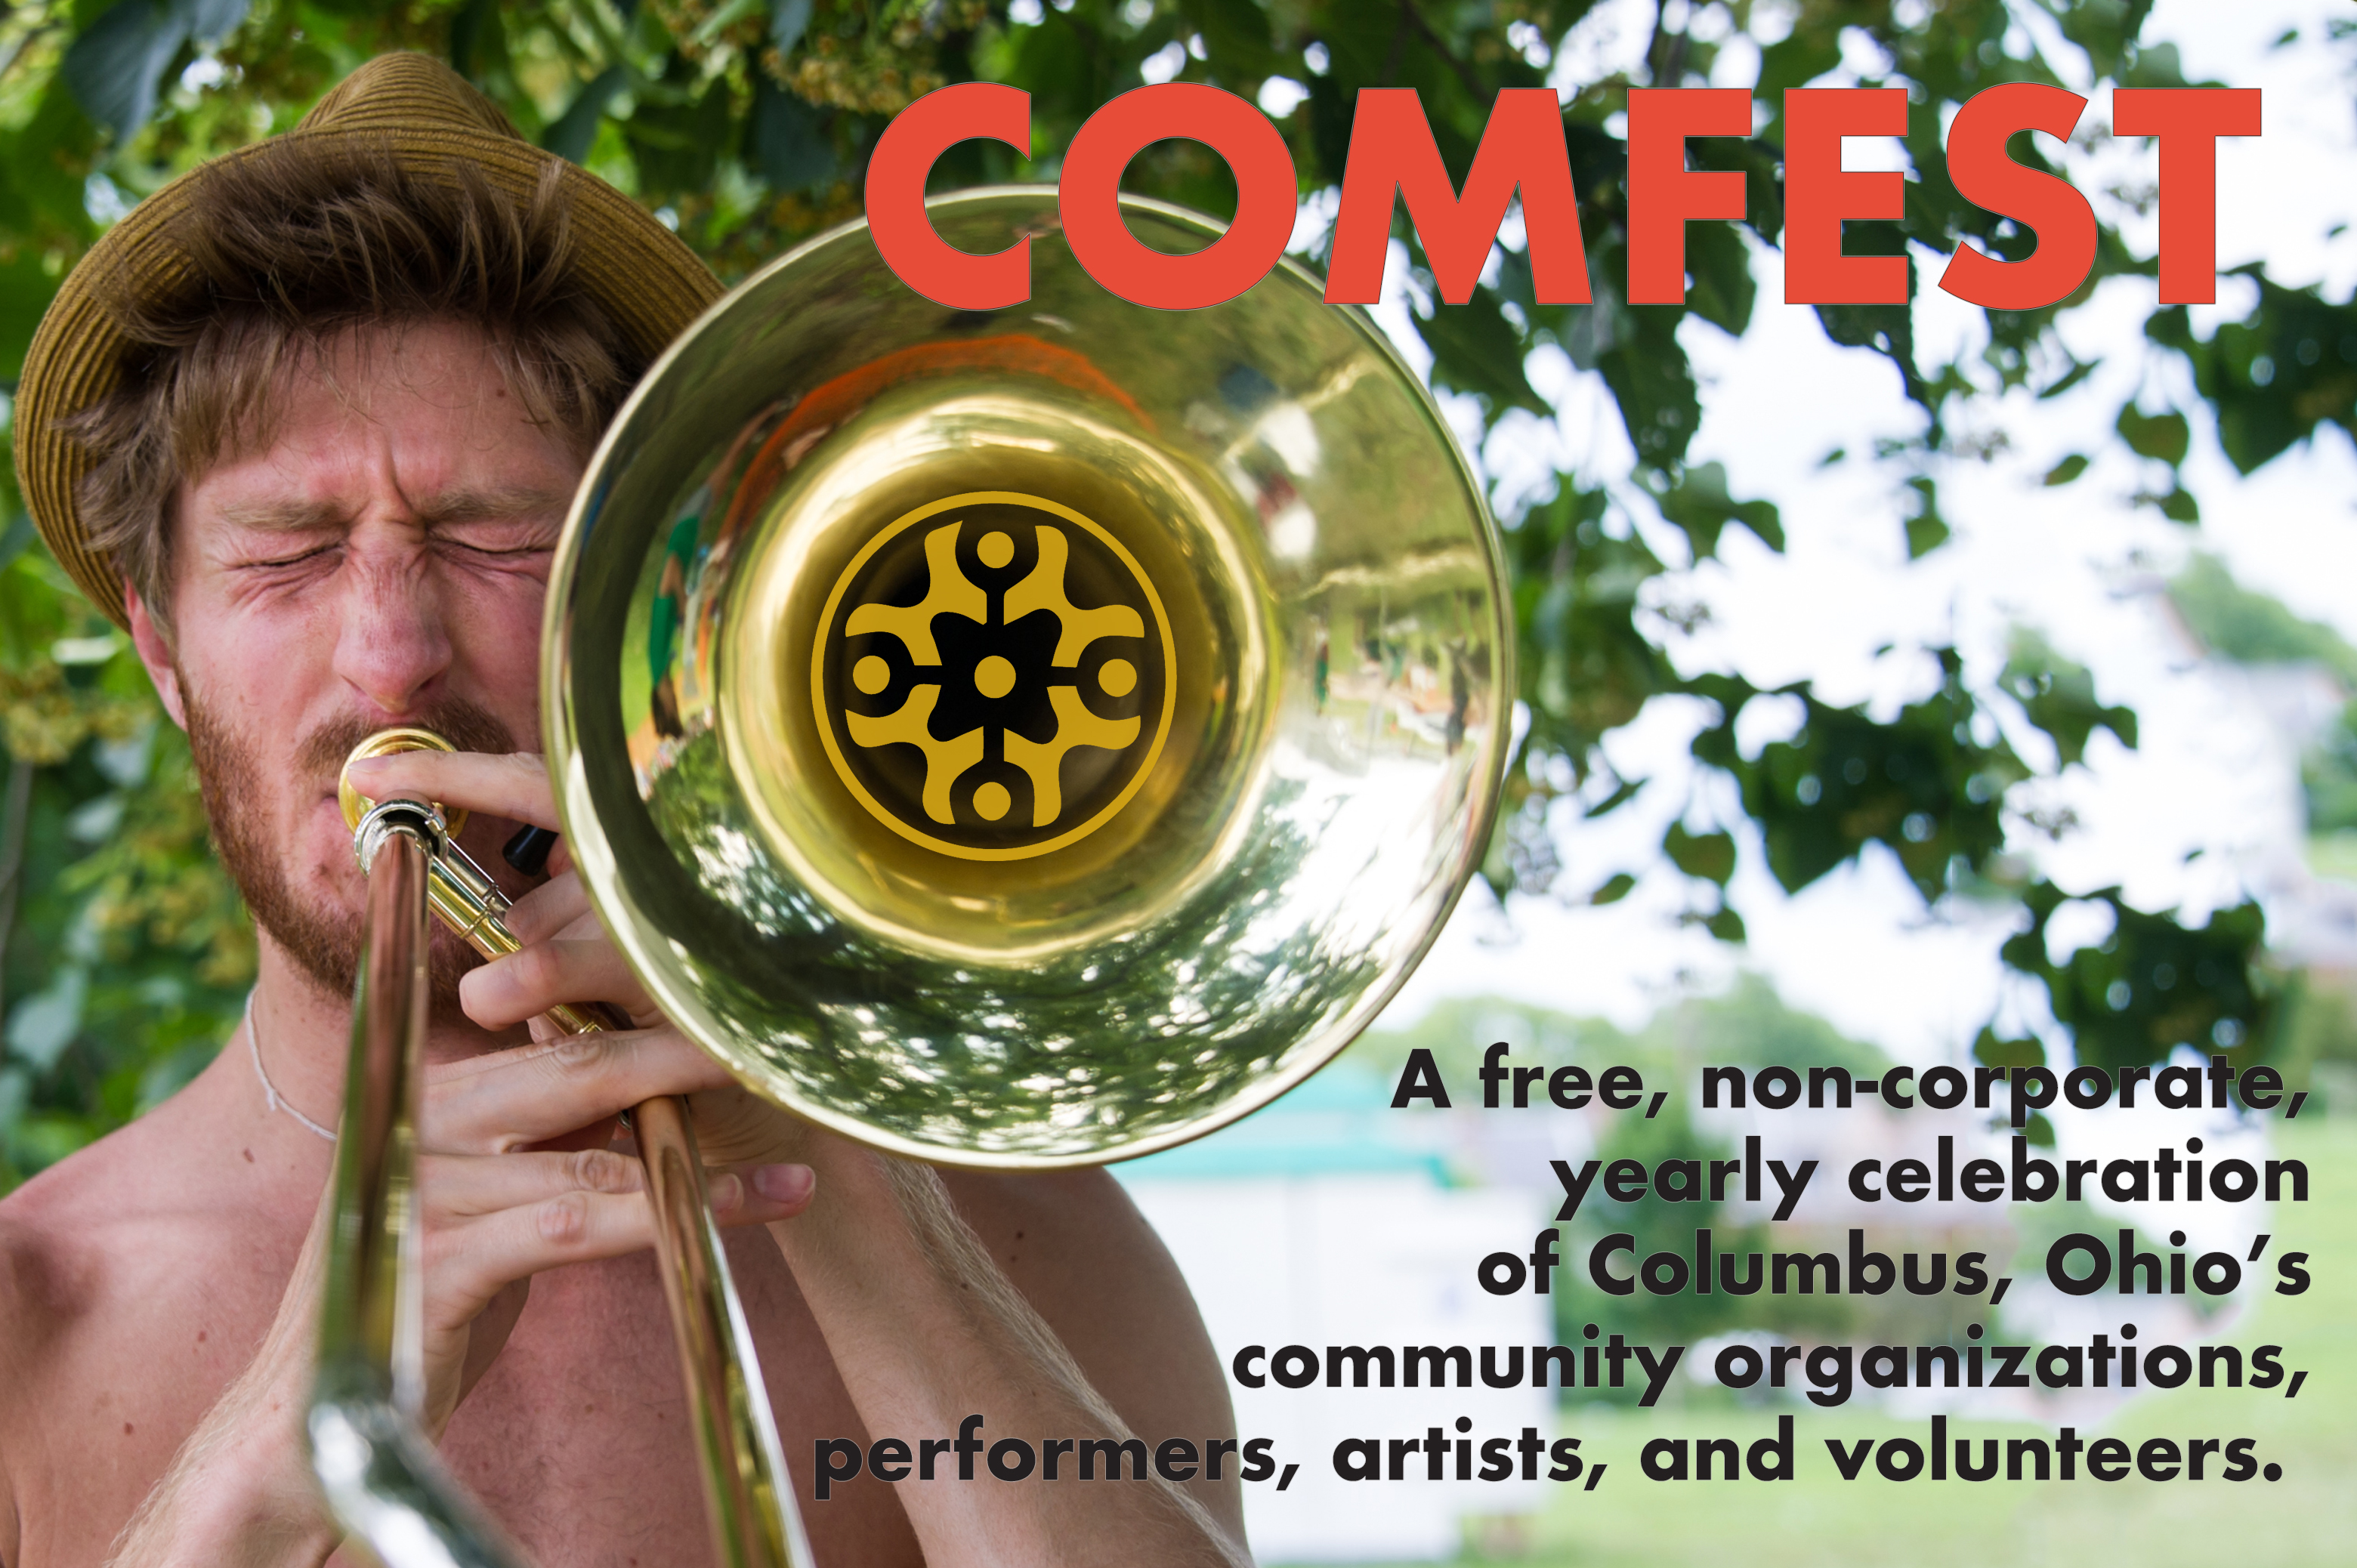 COMFEST
A free, non-corporate,
yearly celebration
of Columbus, Ohio’s
community organizations,
performers, artists, and volunteers.